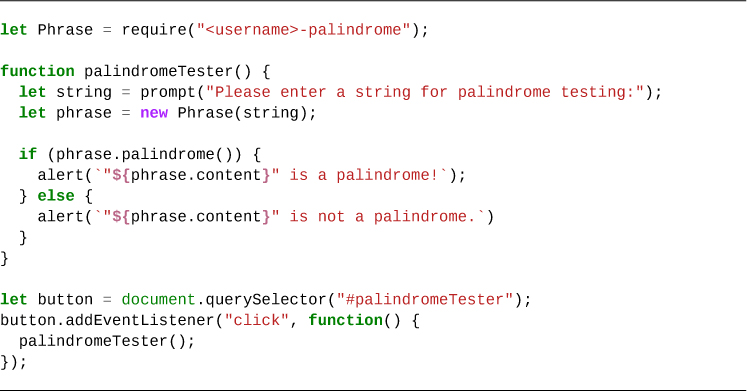 let Phrase = require("<username>-palindrome");

function palindromeTester() {
  let string = prompt("Please enter a string for palindrome testing:");
  let phrase = new Phrase(string);

  if (phrase.palindrome()) {
    alert(`"${phrase.content}" is a palindrome!`);
  } else {
    alert(`"${phrase.content}" is not a palindrome.`)
  }
}

let button = document.querySelector("#palindromeTester");
button.addEventListener("click", function() {
  palindromeTester();
});